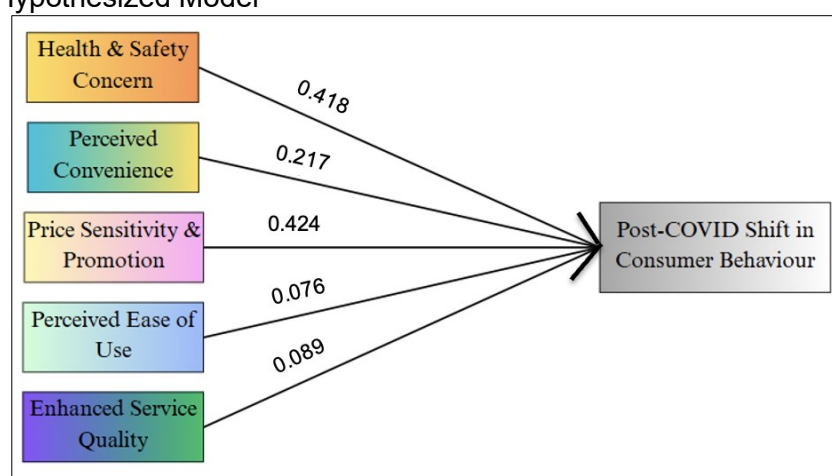 Hypothesized Model
Health & Safety
Concern
0.418
Perceived
Convenience
0.217
Price Sensitivity &
Promotion
0.424
Post-COVID Shift in
Consumer Behaviour
Perceived Ease of
Use
0.076
Enhanced Service
Quality
0.089